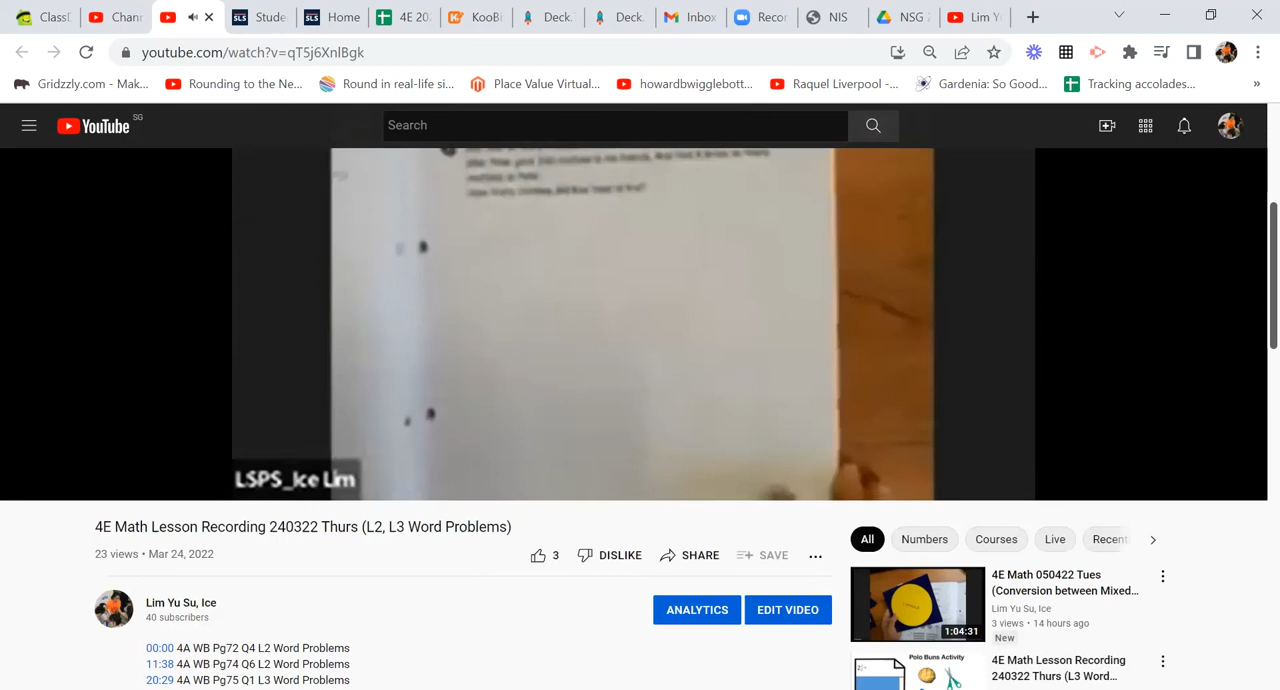 ClassD
Chann
Stude
Home
4E 202
KooBi
Deck.T
Deck.
Inbox
Recor
NIS
NSG 2
Lim Y
youtube.com/watch?v=qT5j6XnIBgk
Gridzzly.com - Mak...
Rounding to the Ne...
Round in real-life si...
Place Value Virtual...
howardbwigglebott...
Raquel Liverpool -...
Gardenia: So Good...
Tracking accolades...
»
YouTube SG
Search
LSPS_Ice Lim
4E Math Lesson Recording 240322 Thurs (L2, L3 Word Problems)
23 views • Mar 24, 2022
3 DISLIKE SHARE SAVE
Lim Yu Su, Ice
40 subscribers
ANALYTICS EDIT VIDEO
00:00 4A WB Pg72 Q4 L2 Word Problems
11:38 4A WB Pg74 Q6 L2 Word Problems
20:29 4A WB Pg75 Q1 L3 Word Problems
All Numbers Courses Live Recent
4E Math 050422 Tues
(Conversion between Mixed...
Lim Yu Su, Ice
3 views • 14 hours ago
New
1:04:31
Polo Buns Activity
4E Math Lesson Recording
240322 Thurs (L3 Word...